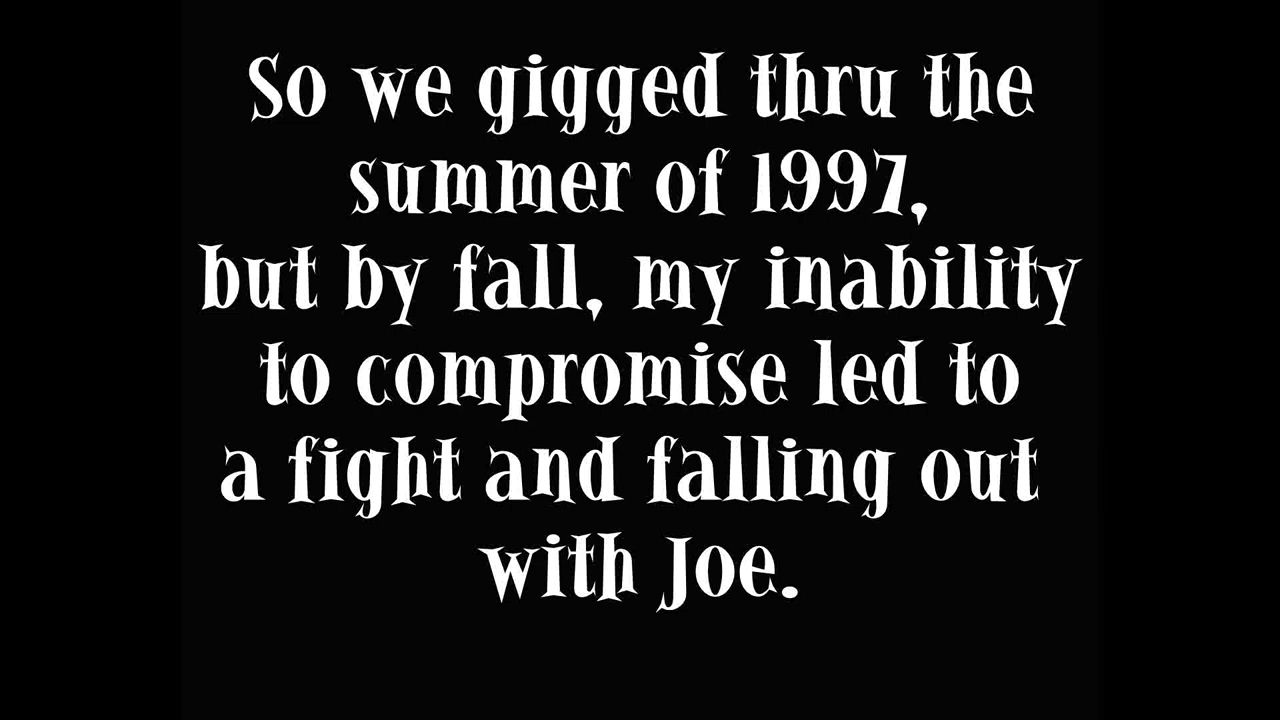 So we gigged thru the
summer of 1997,
but by fall, my inability
to compromise led to
a fight and falling out
with Joe.